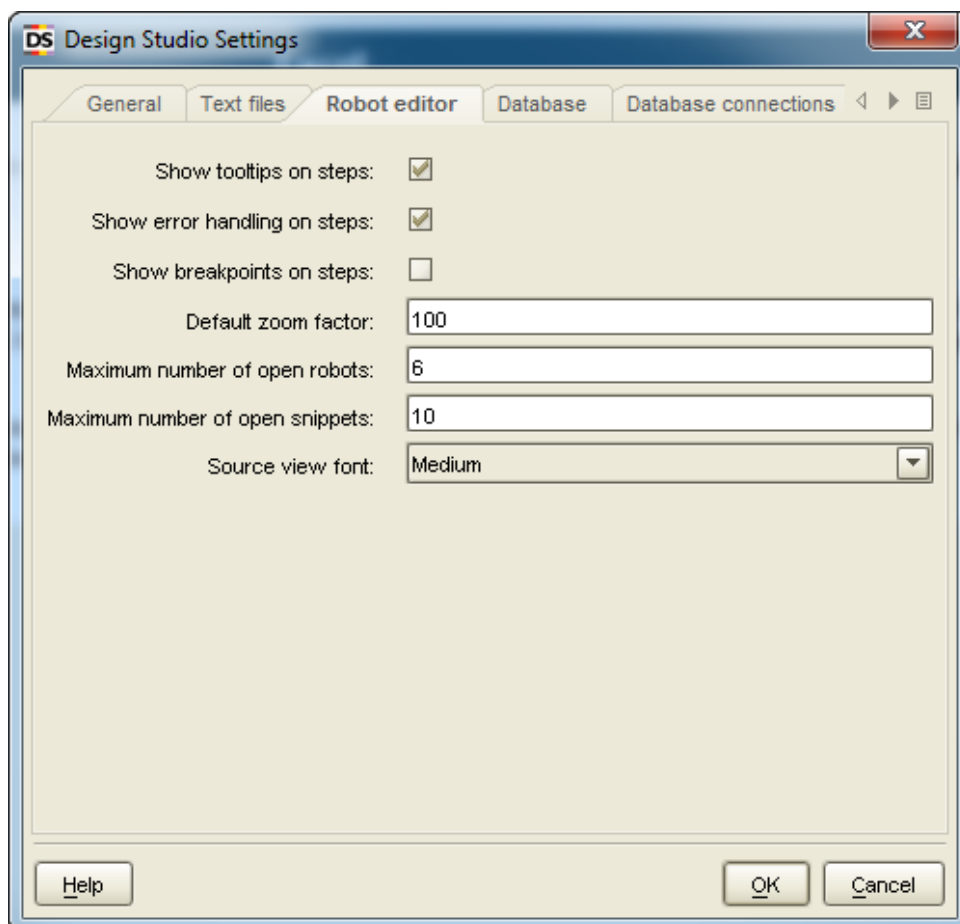 DS Design Studio Settings
General Text files Robot editor Database Database connections
Show tooltips on steps:
Show error handling on steps:
Show breakpoints on steps:
Default zoom factor: 100
Maximum number of open robots: 6
Maximum number of open snippets: 10
Source view font: Medium
Help OK Cancel